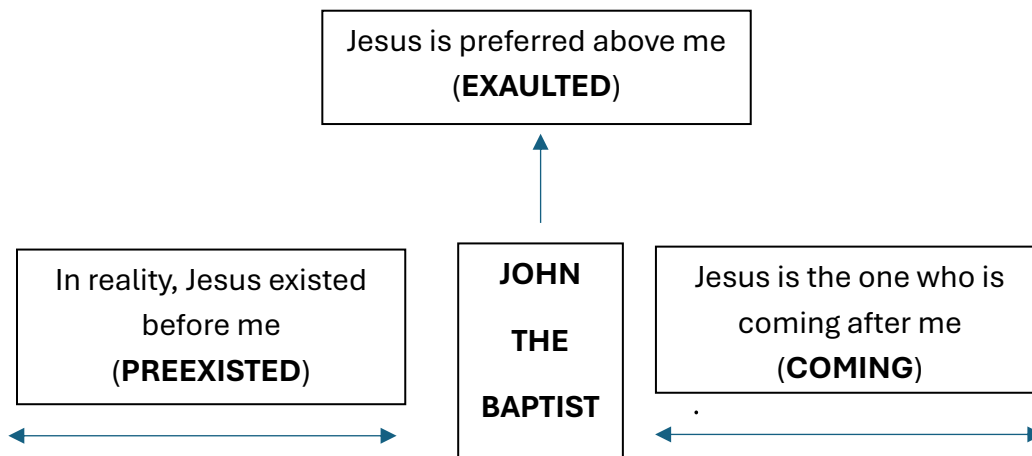 Jesus is preferred above me
(EXAULTED)
In reality, Jesus existed
before me
(PREEXISTED)
JOHN
THE
BAPTIST
Jesus is the one who is
coming after me
(COMING)
.